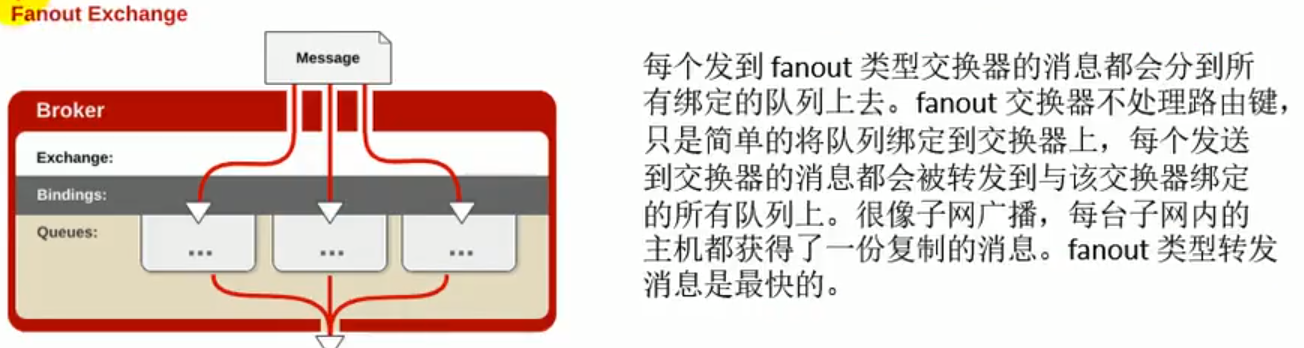 Fanout Exchange
Message
Broker
Exchange:
Bindings:
Queues:
...
...
...
每个发到 fanout 类型交换器的消息都会分到所
有绑定的队列上去。fanout 交换器不处理路由键，
只是简单的将队列绑定到交换器上，每个发送
到交换器的消息都会被转发到与该交换器绑定
的所有队列上。很像子网广播，每台子网内的
主机都获得了一份复制的消息。fanout 类型转发
消息是最快的。